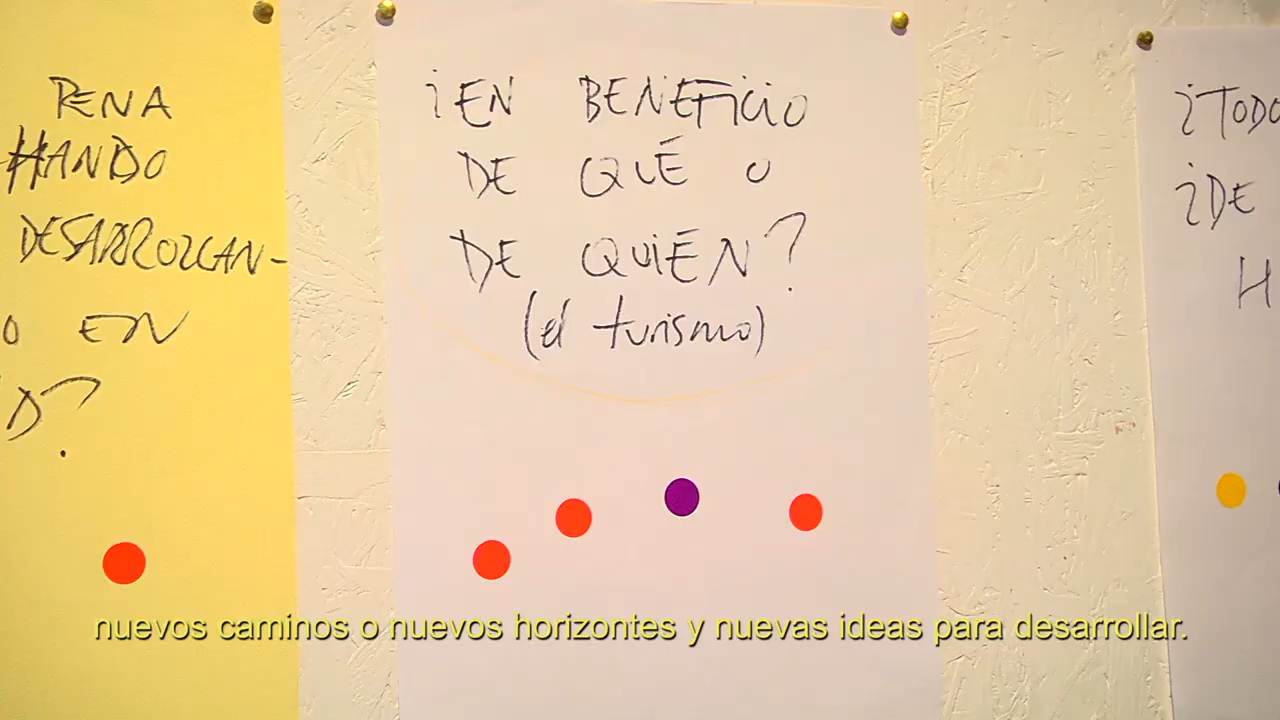 PENA
HANDO
DESARROLLAN-
O EN
D?
¿EN BENEFICIO
DE QUÉ O
DE QUIÉN?
(el turismo)
¿TODO
¿DE
H
nuevos caminos o nuevos horizontes y nuevas ideas para desarrollar.